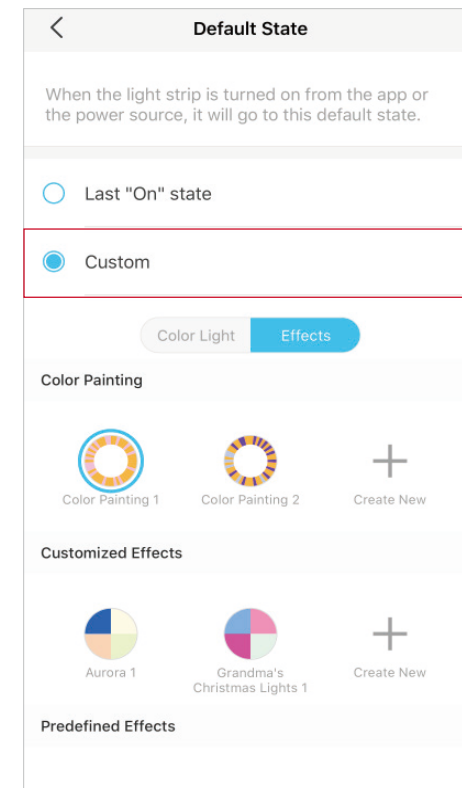 Default State
When the light strip is turned on from the app or
the power source, it will go to this default state.
Last "On" state
Custom
Color Light
Effects
Color Painting
Color Painting 1
Color Painting 2
Create New
Customized Effects
Aurora 1
Grandma's
Christmas Lights 1
Create New
Predefined Effects